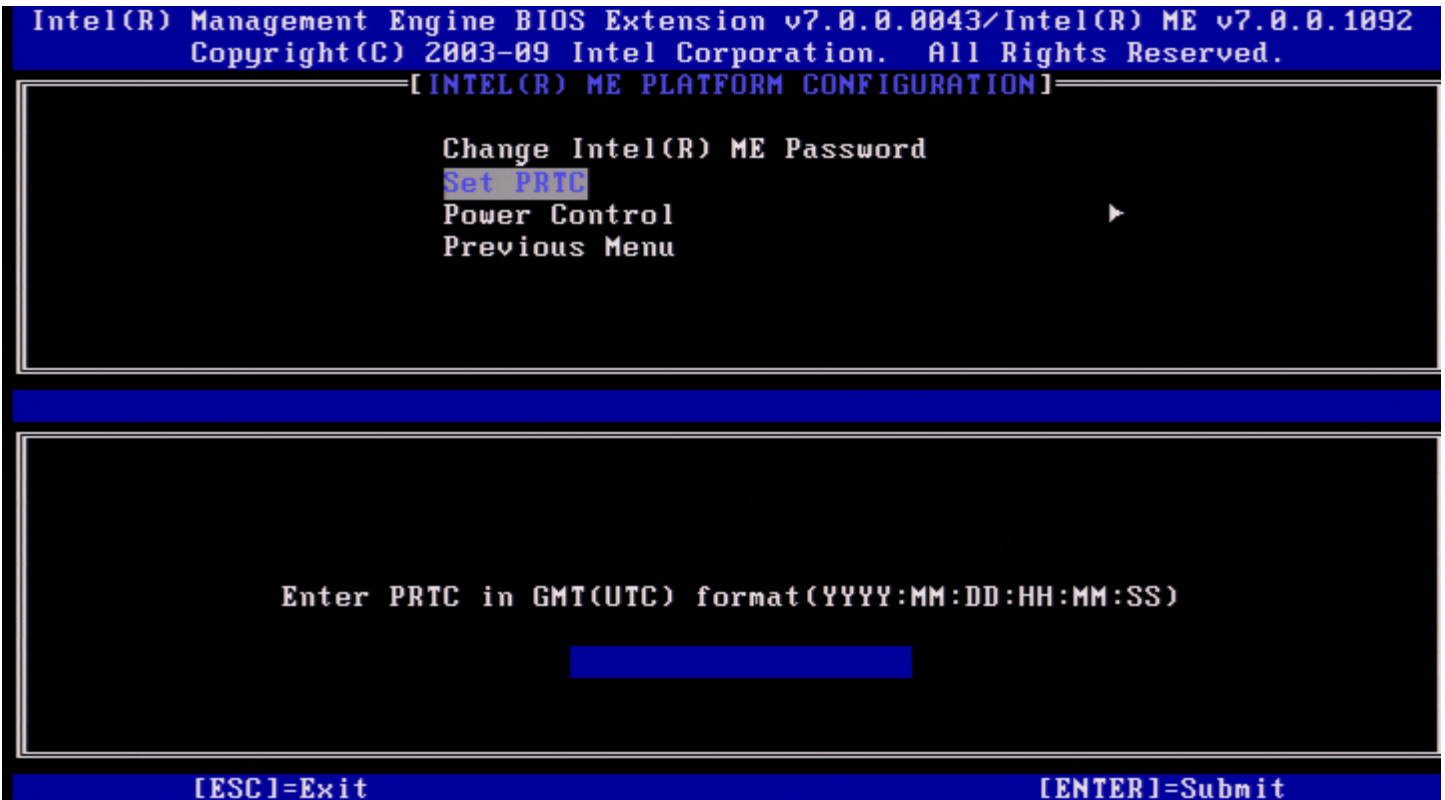 Intel(R) Management Engine BIOS Extension v7.0.0.0043/Intel(R) ME v7.0.0.1092
Copyright(C) 2003-09 Intel Corporation. All Rights Reserved.
[INTEL(R) ME PLATFORM CONFIGURATION]
Change Intel(R) ME Password
Set PRTC
Power Control
Previous Menu
Enter PRTC in GMT(UTC) format(YYYY:MM:DD:HH:MM:SS)
[ESC]=Exit [ENTER]=Submit